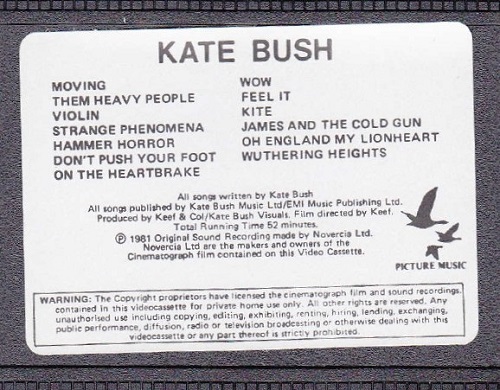 KATE BUSH
MOVING
THEM HEAVY PEOPLE
VIOLIN
STRANGE PHENOMENA
HAMMER HORROR
DON'T PUSH YOUR FOOT
ON THE HEARTBRAKE
WOW
FEEL IT
KITE
JAMES AND THE COLD GUN
OH ENGLAND MY LIONHEART
WUTHERING HEIGHTS
All songs written by Kate Bush
All songs published by Kate Bush Music Ltd/EMI Music Publishing Ltd.
Produced by Keef & Col/Kate Bush Visuals. Film directed by Keef.
Total Running Time 52 minutes.
℗ 1981 Original Sound Recording made by Novercia Ltd.
Novercia Ltd are the makers and owners of the
Cinematograph film contained on this Video Cassette.
PICTURE MUSIC
WARNING: The Copyright proprietors have licensed the cinematograph film and sound recordings,
contained in this videocassette for private home use only. All other rights are reserved. Any
unauthorised use including copying, editing, exhibiting, renting, hiring, lending, exchanging,
public performance, diffusion, radio or television broadcasting or otherwise dealing with this
videocassette or any part thereof is strictly prohibited.